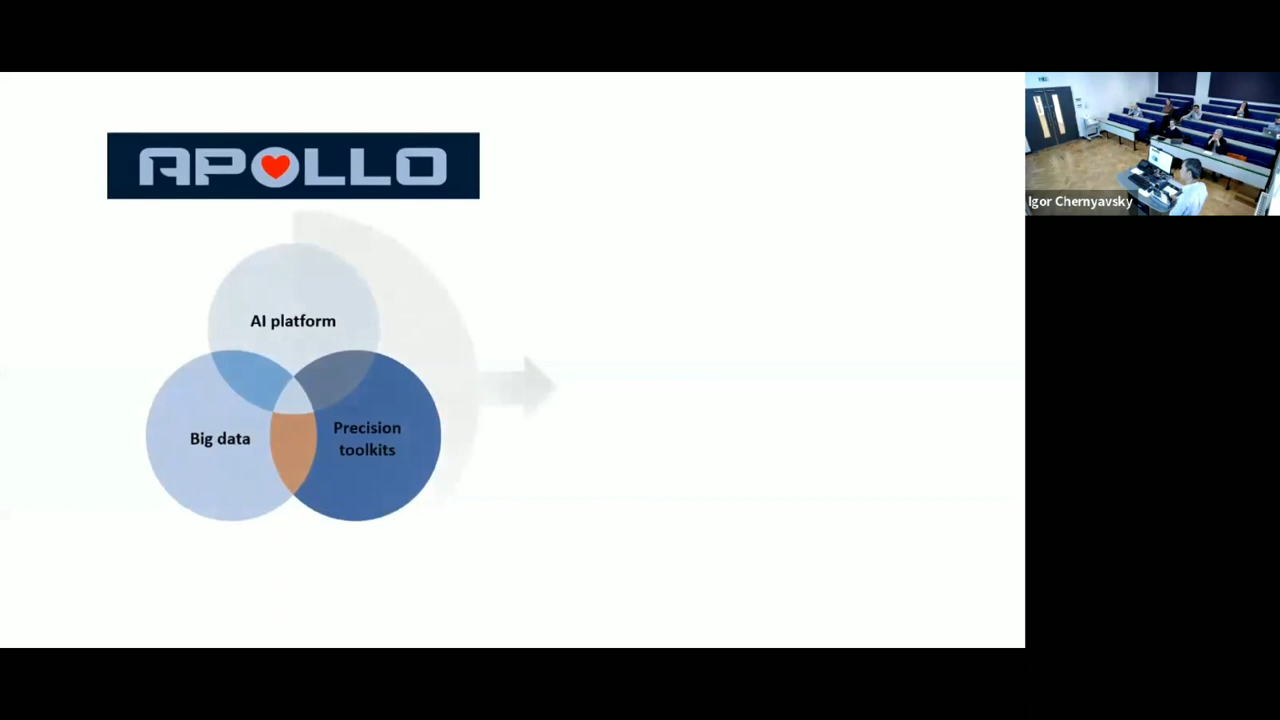 APOLLO
AI platform
Big data
Precision
toolkits
Igor Chernyavsky